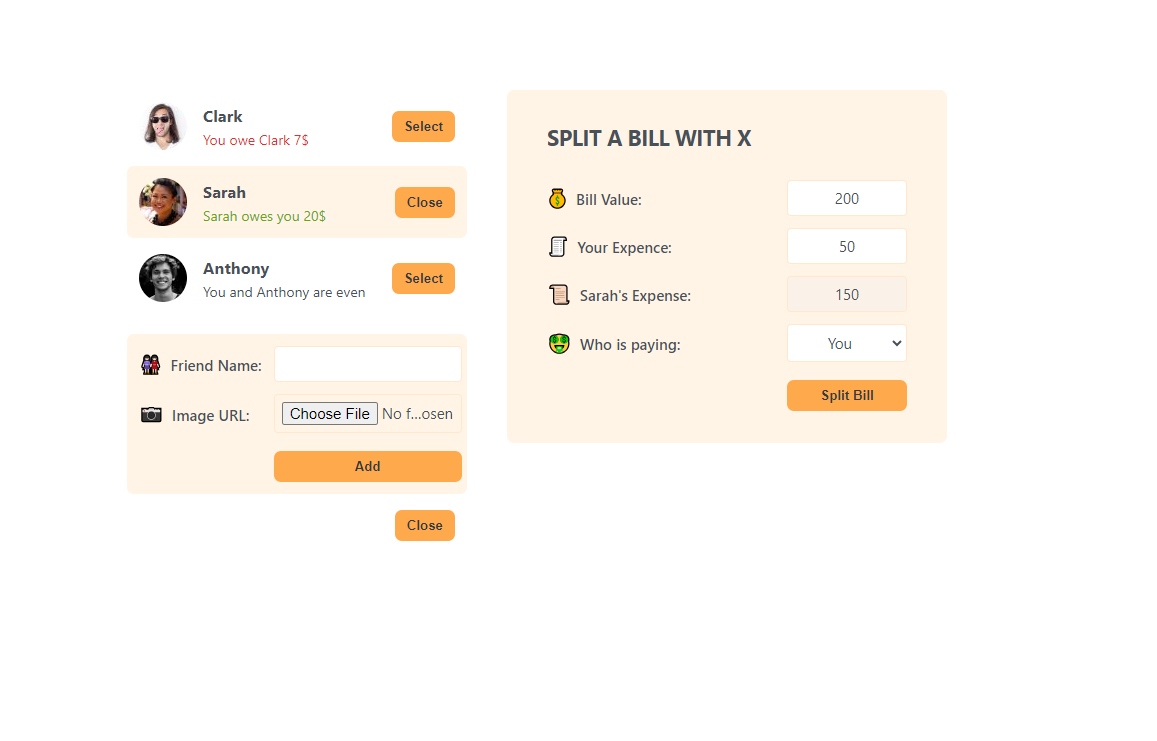 Clark
You owe Clark 7$
Select
Sarah
Sarah owes you 20$
Close
Anthony
You and Anthony are even
Select
Friend Name:
Image URL: Choose File No f...osen
Add
Close
SPLIT A BILL WITH X
Bill Value: 200
Your Expence: 50
Sarah's Expense: 150
Who is paying: You
Split Bill